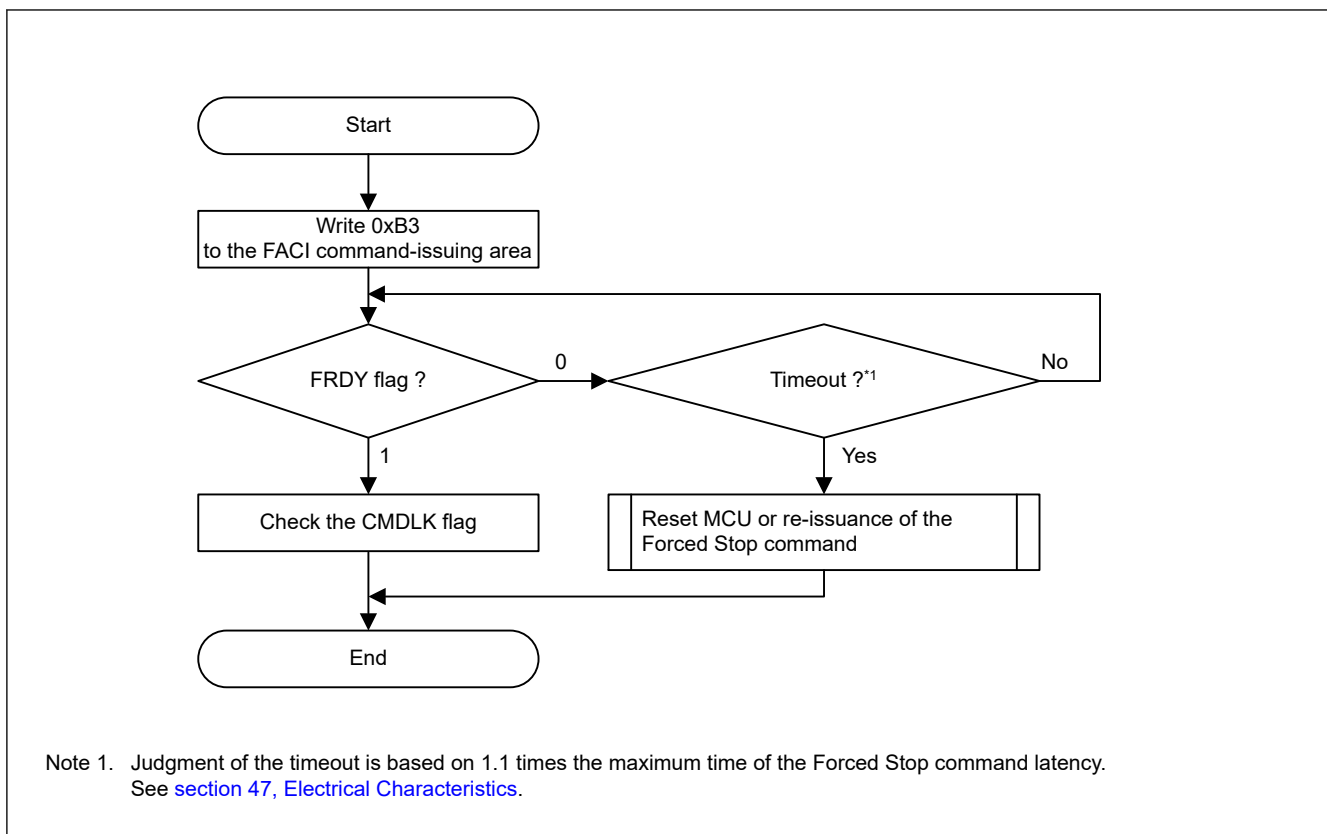 Start
Write 0xB3
to the FACI command-issuing area
FRDY flag ?
0
Timeout ?*1
No
1
Yes
Check the CMDLK flag
Reset MCU or re-issuance of the
Forced Stop command
End
Note 1. Judgment of the timeout is based on 1.1 times the maximum time of the Forced Stop command latency.
See section 47, Electrical Characteristics.